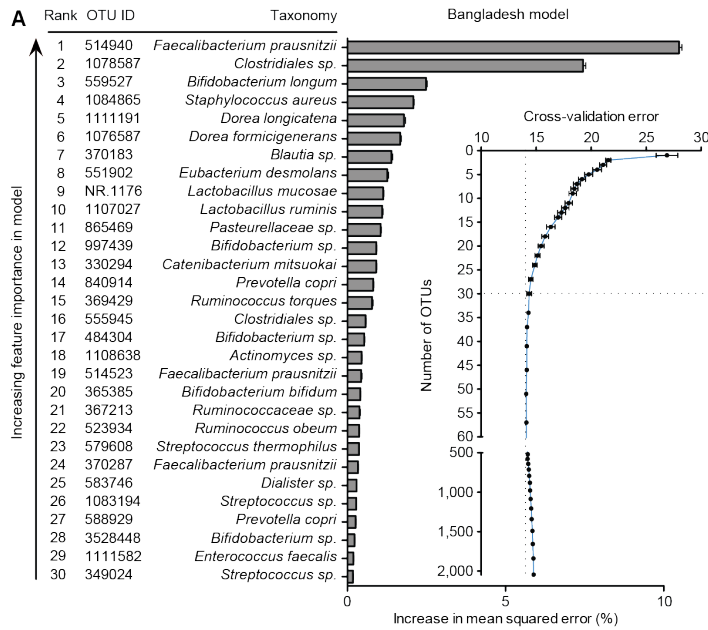 A
Rank OTU ID Taxonomy Bangladesh model
1 514940 Faecalibacterium prausnitzii
2 1078587 Clostridiales sp.
3 559527 Bifidobacterium longum
4 1084865 Staphylococcus aureus
5 1111191 Dorea longicatena
6 1076587 Dorea formicigenerans
7 370183 Blautia sp.
8 551902 Eubacterium desmolans
9 NR.1176 Lactobacillus mucosae
10 1107027 Lactobacillus ruminis
11 865469 Pasteurellaceae sp.
12 997439 Bifidobacterium sp.
13 330294 Catenibacterium mitsuokai
14 840914 Prevotella copri
15 369429 Ruminococcus torques
16 555945 Clostridiales sp.
17 484304 Bifidobacterium sp.
18 1108638 Actinomyces sp.
19 514523 Faecalibacterium prausnitzii
20 365385 Bifidobacterium bifidum
21 367213 Ruminococcaceae sp.
22 523934 Ruminococcus obeum
23 579608 Streptococcus thermophilus
24 370287 Faecalibacterium prausnitzii
25 583746 Dialister sp.
26 1083194 Streptococcus sp.
27 588929 Prevotella copri
28 3528448 Bifidobacterium sp.
29 1111582 Enterococcus faecalis
30 349024 Streptococcus sp.
Increasing feature importance in model
0 5 10
Increase in mean squared error (%)
Cross-validation error
10 15 20 25 30
Number of OTUs
0
5
10
15
20
25
30
35
40
45
50
55
60
500
1,000
1,500
2,000